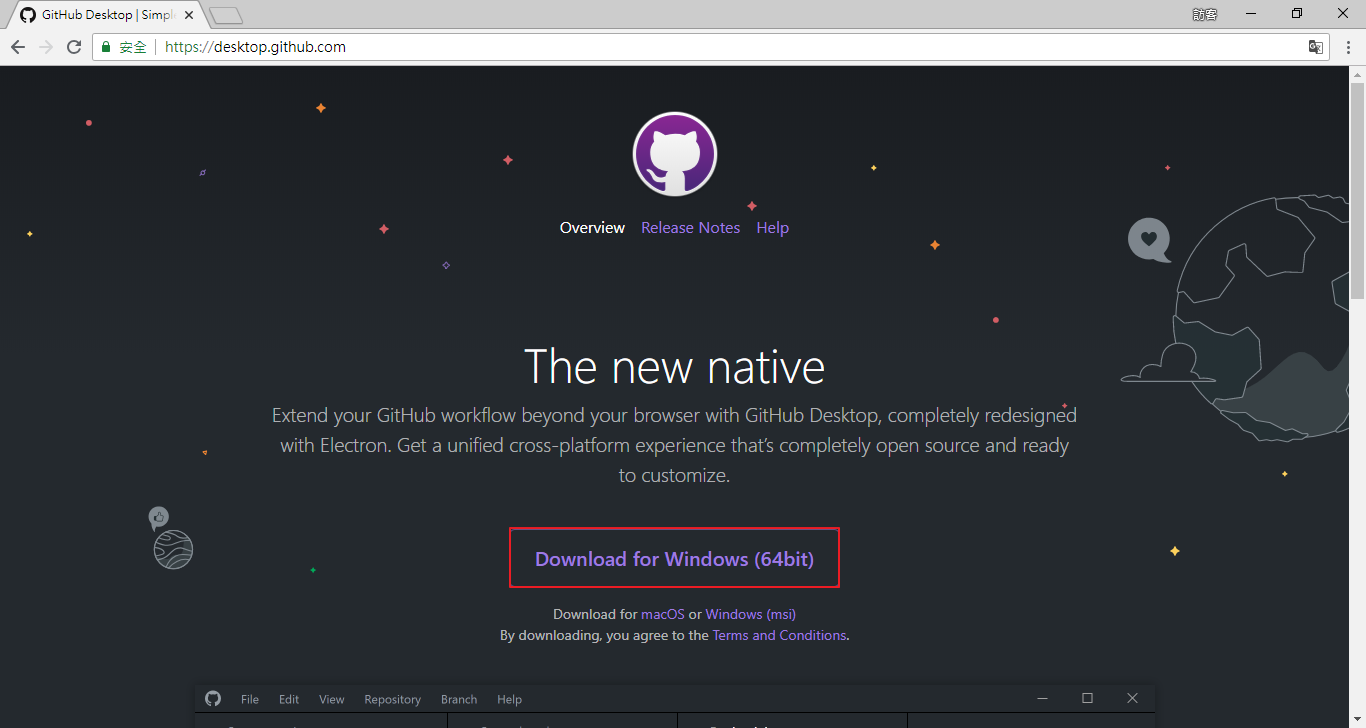 GitHub Desktop | Simple
訪客
安全 https://desktop.github.com
Overview Release Notes Help
The new native
Extend your GitHub workflow beyond your browser with GitHub Desktop, completely redesigned
with Electron. Get a unified cross-platform experience that's completely open source and ready
to customize.
Download for Windows (64bit)
Download for macOS or Windows (msi)
By downloading, you agree to the Terms and Conditions.
File Edit View Repository Branch Help